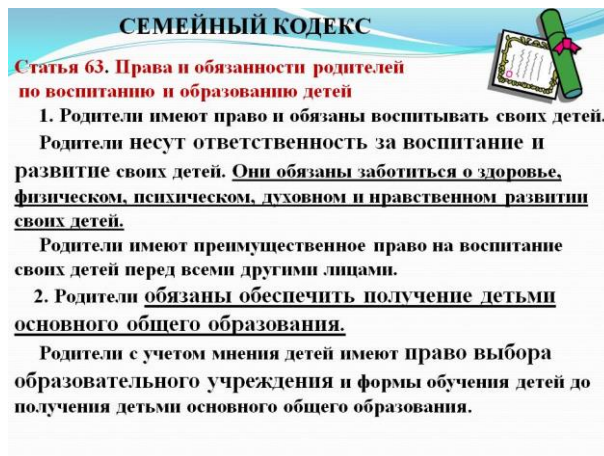 СЕМЕЙНЫЙ КОДЕКС
Статья 63. Права и обязанности родителей
по воспитанию и образованию детей
1. Родители имеют право и обязаны воспитывать своих детей.
Родители несут ответственность за воспитание и
развитие своих детей. Они обязаны заботиться о здоровье,
физическом, психическом, духовном и нравственном развитии
своих детей.
Родители имеют преимущественное право на воспитание
своих детей перед всеми другими лицами.
2. Родители обязаны обеспечить получение детьми
основного общего образования.
Родители с учетом мнения детей имеют право выбора
образовательного учреждения и формы обучения детей до
получения детьми основного общего образования.